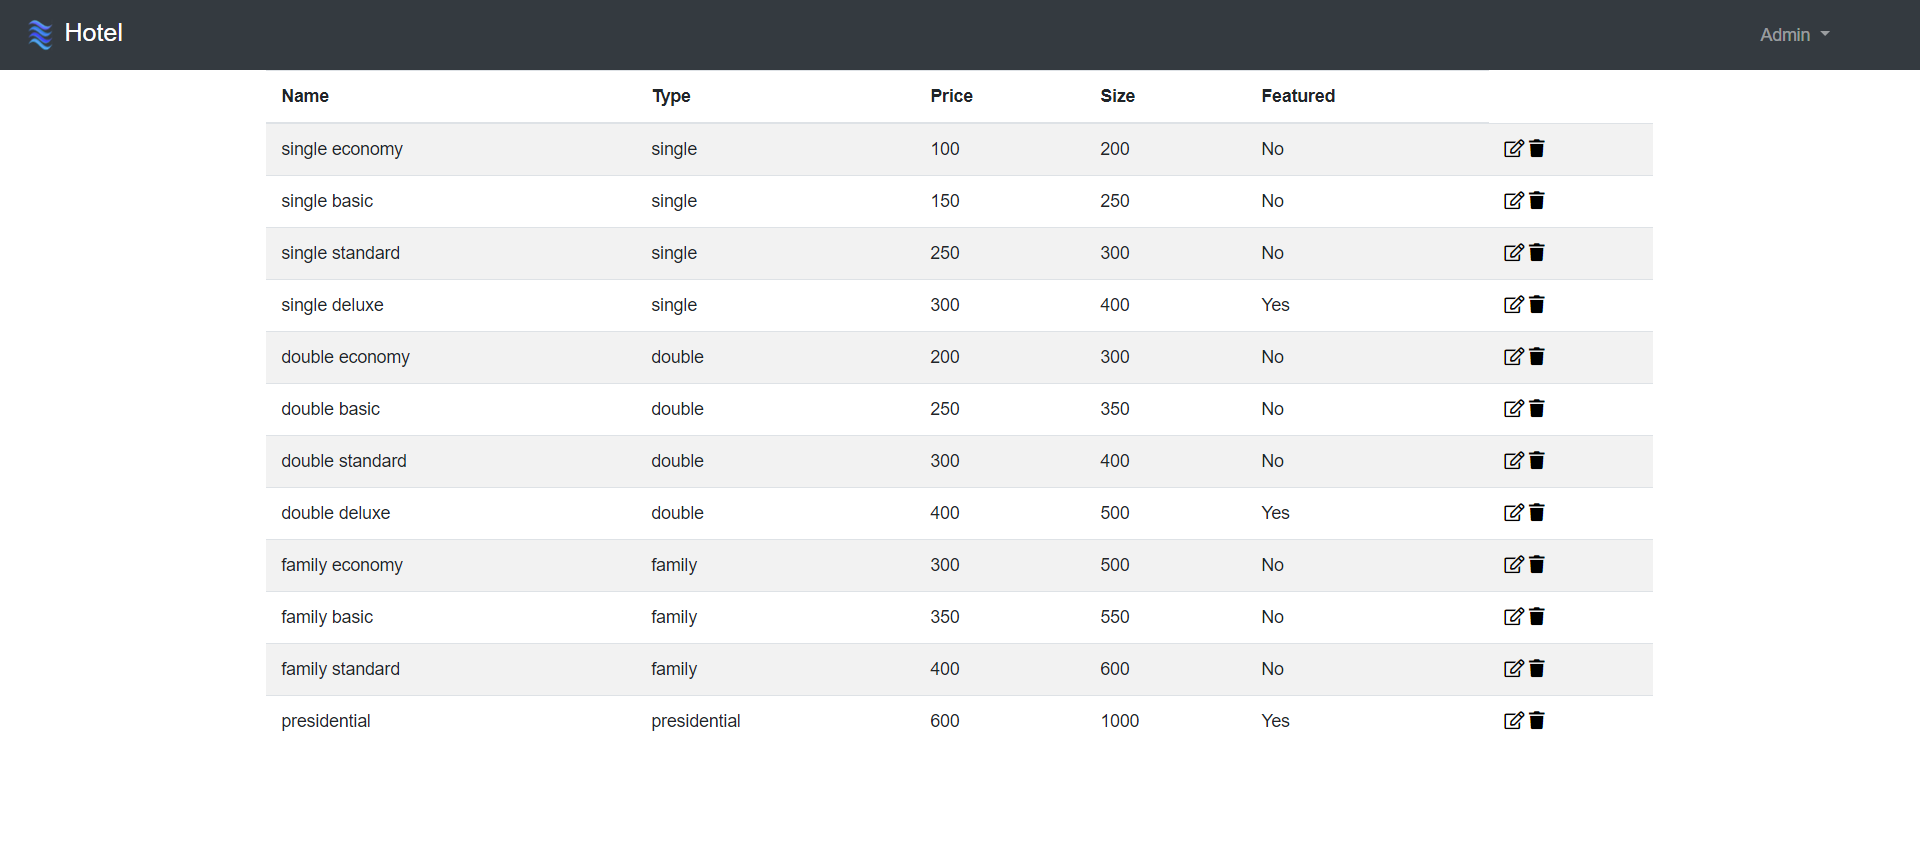 Hotel Admin
Name Type Price Size Featured
single economy single 100 200 No
single basic single 150 250 No
single standard single 250 300 No
single deluxe single 300 400 Yes
double economy double 200 300 No
double basic double 250 350 No
double standard double 300 400 No
double deluxe double 400 500 Yes
family economy family 300 500 No
family basic family 350 550 No
family standard family 400 600 No
presidential presidential 600 1000 Yes